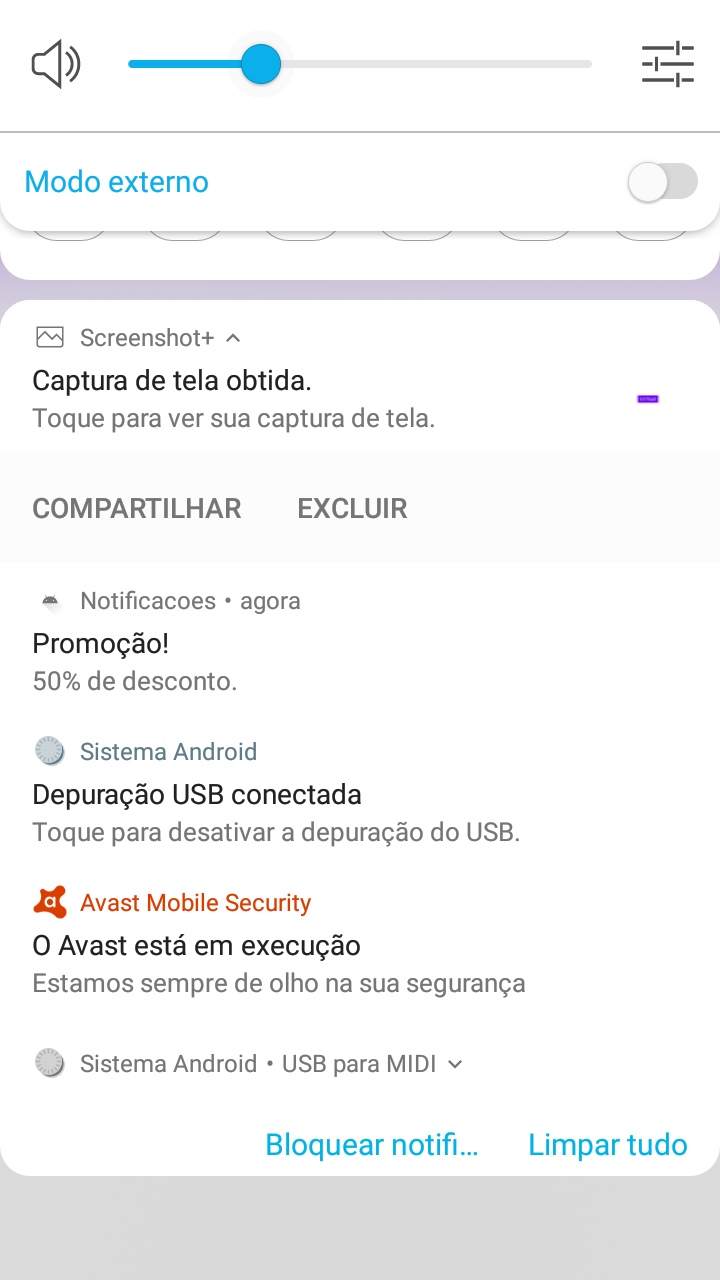 Modo externo
Screenshot+
Captura de tela obtida.
Toque para ver sua captura de tela.
COMPARTILHAR EXCLUIR
Notificacoes • agora
Promoção!
50% de desconto.
Sistema Android
Depuração USB conectada
Toque para desativar a depuração do USB.
Avast Mobile Security
O Avast está em execução
Estamos sempre de olho na sua segurança
Sistema Android • USB para MIDI
Bloquear notifi... Limpar tudo